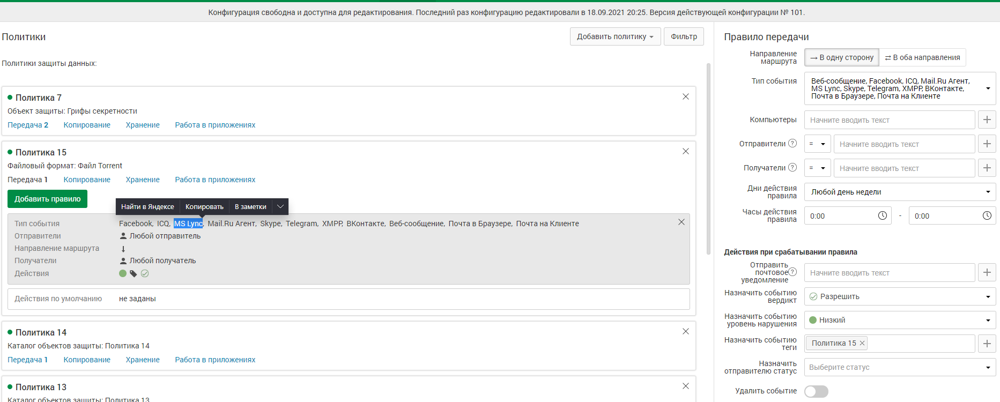 Конфигурация свободна и доступна для редактирования. Последний раз конфигурацию редактировали в 18.09.2021 20:25. Версия действующей конфигурации № 101.
Политики
Добавить политику
Фильтр
Политики защиты данных:
Политика 7
Объект защиты: Грифы секретности
Передача 2 Копирование Хранение Работа в приложениях
Политика 15
Файловый формат: Файл Torrent
Передача 1 Копирование Хранение Работа в приложениях
Добавить правило
Найти в Яндексе Копировать В заметки
Тип события Facebook, ICQ, MS Lync, Mail.Ru Агент, Skype, Telegram, XMPP, ВКонтакте, Веб-сообщение, Почта в Браузере, Почта на Клиенте
Отправители Любой отправитель
Направление маршрута
Получатели Любой получатель
Действия
Действия по умолчанию не заданы
Политика 14
Каталог объектов защиты: Политика 14
Передача 1 Копирование Хранение Работа в приложениях
Политика 13
Каталог объектов защиты: Политика 13
Правило передачи
Направление
маршрута
→ В одну сторону ⇄ В оба направления
Тип события
Веб-сообщение, Facebook, ICQ, Mail.Ru Агент,
MS Lync, Skype, Telegram, XMPP, ВКонтакте,
Почта в Браузере, Почта на Клиенте
Компьютеры Начните вводить текст +
Отправители ? = Начните вводить текст +
Получатели ? = Начните вводить текст +
Дни действия
правила
Любой день недели
Часы действия
правила
0:00 - 0:00
Действия при срабатывании правила
Отправить
почтовое ?
уведомление
Начните вводить текст +
Назначить событию
вердикт
Разрешить
Назначить событию
уровень нарушения
Низкий
Назначить событию
теги
Политика 15 +
Назначить
отправителю статус
Выберите статус
Удалить событие